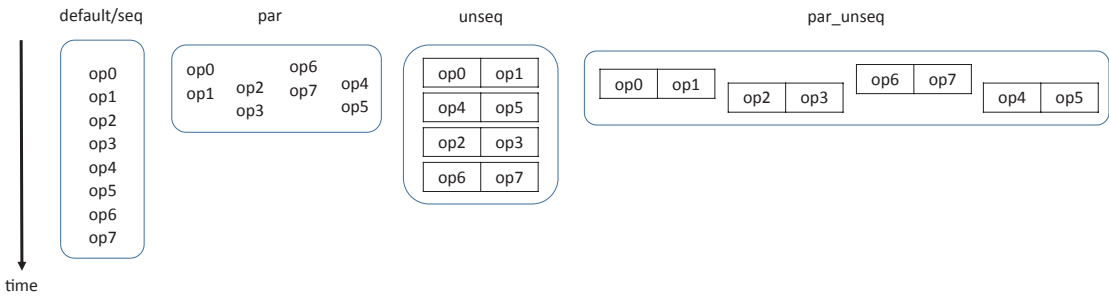 default/seq
par
unseq
par_unseq
op0
op1
op2
op3
op4
op5
op6
op7
op0
op1
op2
op3
op6
op7
op4
op5
op0 op1
op4 op5
op2 op3
op6 op7
op0 op1
op2 op3
op6 op7
op4 op5
time